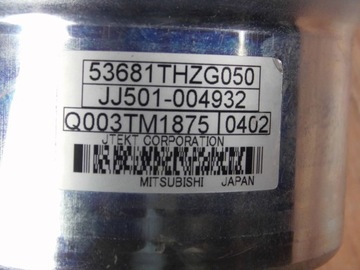 53681THZG050
JJ501-004932
Q003TM1875 0402
JTEKT CORPORATION
MITSUBISHI JAPAN